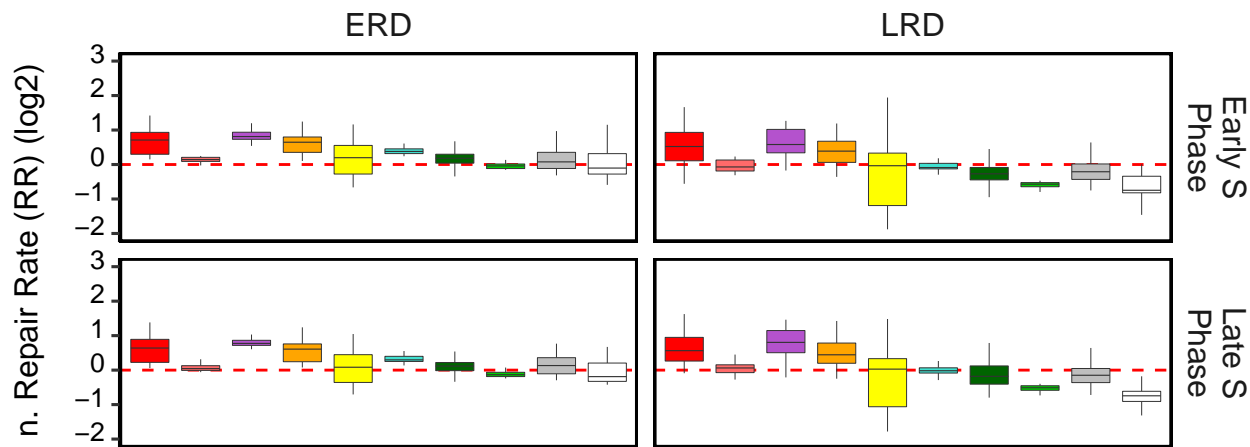 ERD
LRD
n. Repair Rate (RR) (log2)
3
2
1
0
−1
−2
Early S
Phase
3
2
1
0
−1
−2
Late S
Phase